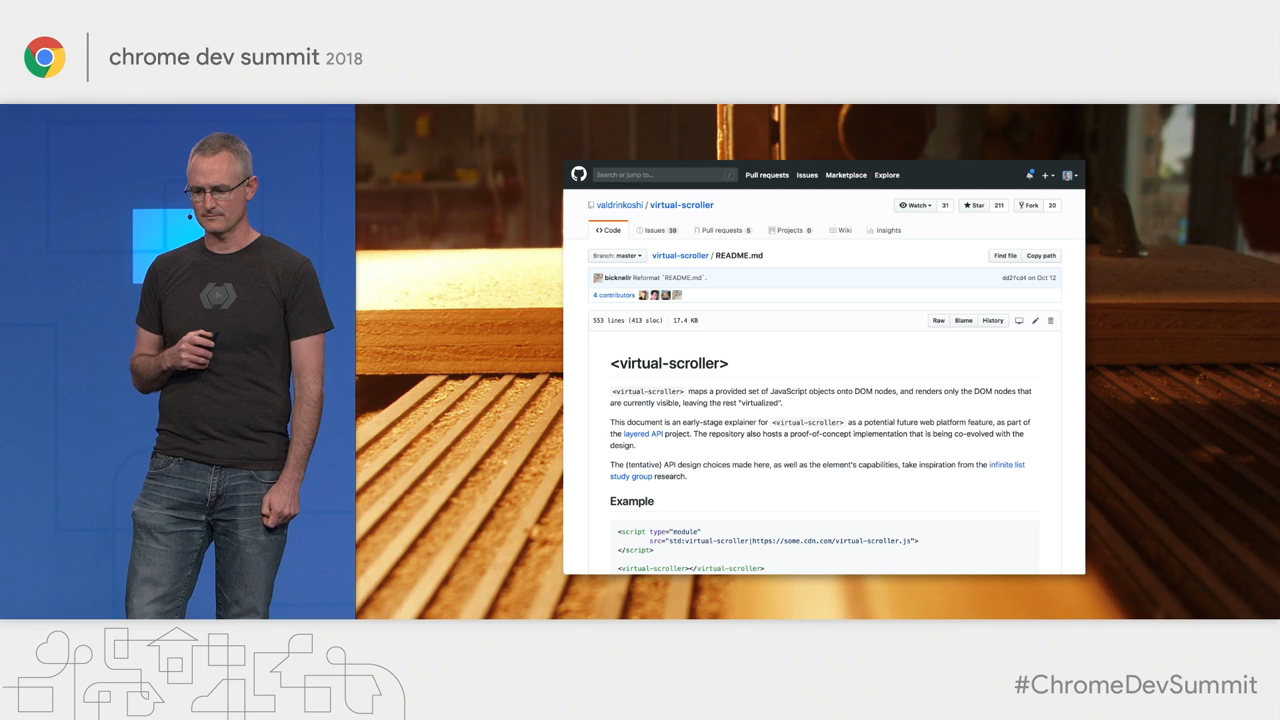 chrome dev summit 2018
Search or jump to... /
Pull requests Issues Marketplace Explore
valdrinkoshi / virtual-scroller
Watch 31 Star 211 Fork 20
Code Issues 39 Pull requests 5 Projects 0 Wiki Insights
Branch: master virtual-scroller / README.md Find file Copy path
bicknellr Reformat `README.md`. dd2fcd4 on Oct 12
4 contributors
553 lines (413 sloc) 17.4 KB Raw Blame History
<virtual-scroller>
<virtual-scroller> maps a provided set of JavaScript objects onto DOM nodes, and renders only the DOM nodes that
are currently visible, leaving the rest "virtualized".
This document is an early-stage explainer for <virtual-scroller> as a potential future web platform feature, as part of
the layered API project. The repository also hosts a proof-of-concept implementation that is being co-evolved with the
design.
The (tentative) API design choices made here, as well as the element's capabilities, take inspiration from the infinite list
study group research.
Example
<script type="module"
src="std:virtual-scroller|https://some.cdn.com/virtual-scroller.js">
</script>
<virtual-scroller></virtual-scroller>
#ChromeDevSummit